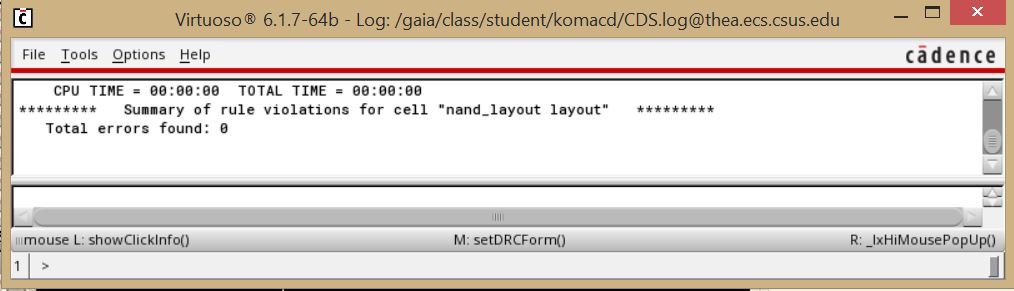 Virtuoso® 6.1.7-64b - Log: /gaia/class/student/komacd/CDS.log@thea.ecs.csus.edu
File Tools Options Help
cādence
CPU TIME = 00:00:00 TOTAL TIME = 00:00:00
********* Summary of rule violations for cell "nand_layout layout" *********
Total errors found: 0
mouse L: showClickInfo() M: setDRCForm() R: _lxHiMousePopUp()
1 >